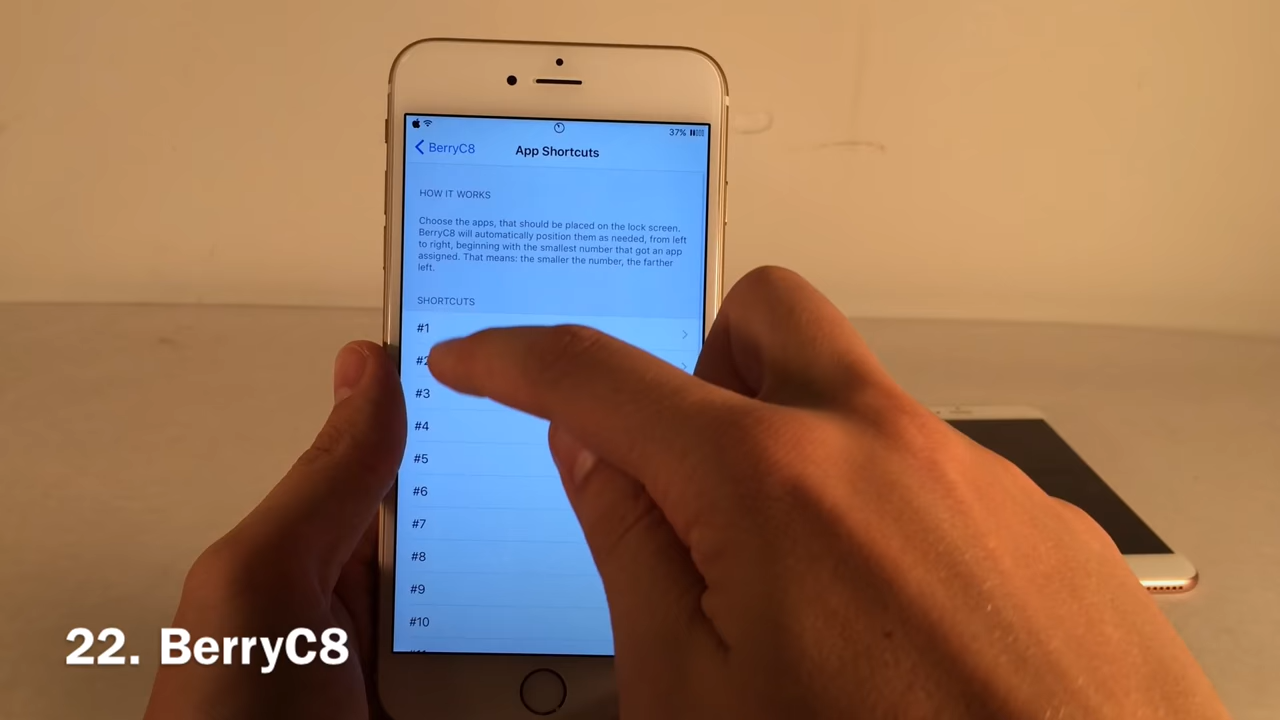 37%
BerryC8
App Shortcuts
HOW IT WORKS
Choose the apps, that should be placed on the lock screen.
BerryC8 will automatically position them as needed, from left
to right, beginning with the smallest number that got an app
assigned. That means: the smaller the number, the farther
left.
SHORTCUTS
#1
#2
#3
#4
#5
#6
#7
#8
#9
#10
22. BerryC8